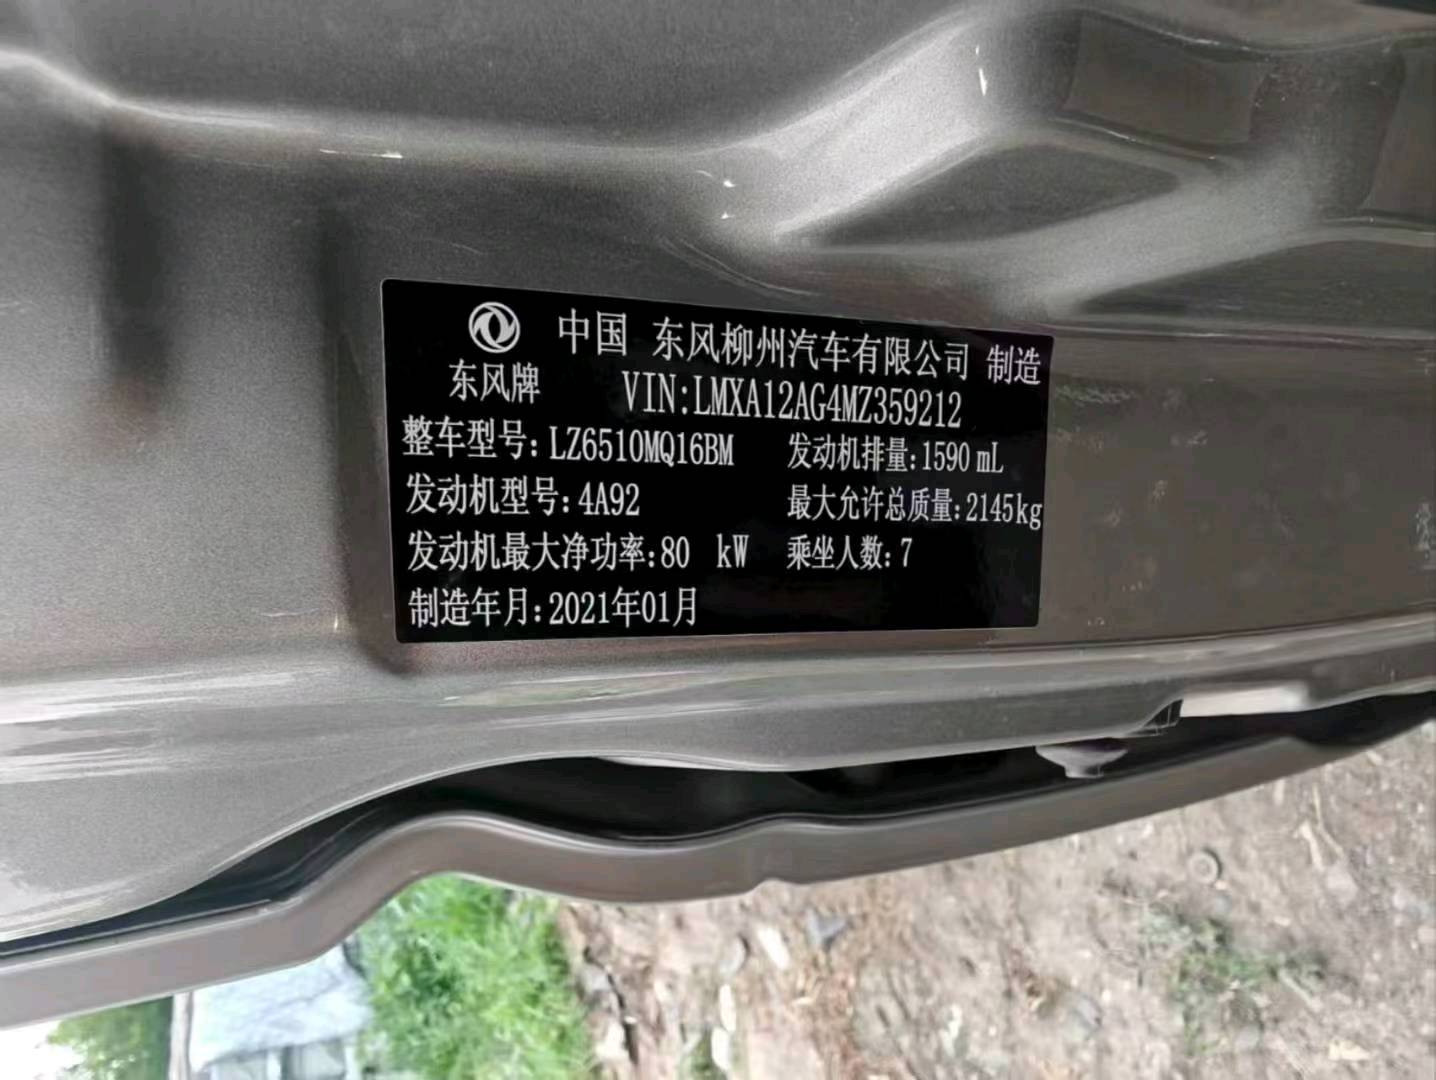 中国 东风柳州汽车有限公司 制造
东风牌 VIN:LMXA12AG4MZ359212
整车型号:LZ6510MQ16BM 发动机排量:1590 mL
发动机型号:4A92 最大允许总质量:2145kg
发动机最大净功率:80 kW 乘坐人数:7
制造年月:2021年01月